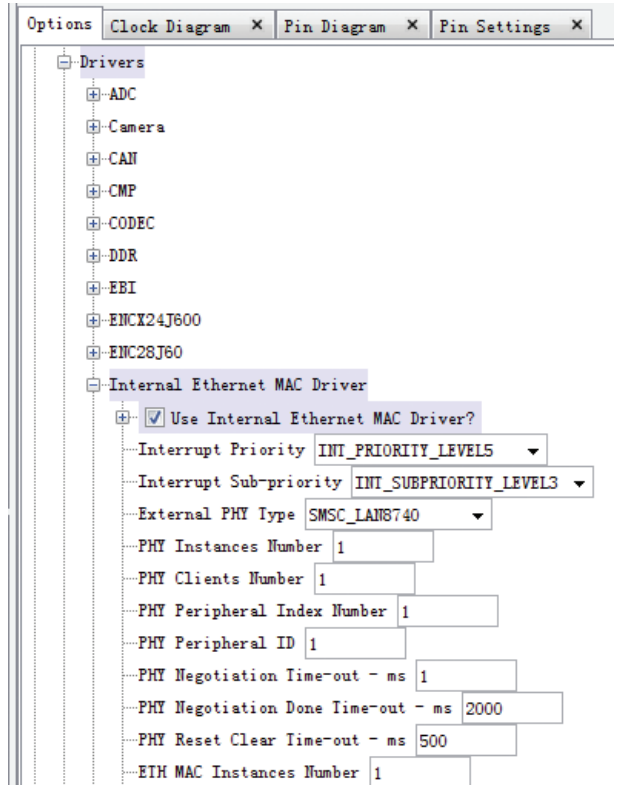 Options Clock Diagram × Pin Diagram × Pin Settings ×
Drivers
ADC
Camera
CAN
CMP
CODEC
DDR
EBI
ENCX24J600
ENC28J60
Internal Ethernet MAC Driver
Use Internal Ethernet MAC Driver?
Interrupt Priority INT_PRIORITY_LEVEL5
Interrupt Sub-priority INT_SUBPRIORITY_LEVEL3
External PHY Type SMSC_LAN8740
PHY Instances Number 1
PHY Clients Number 1
PHY Peripheral Index Number 1
PHY Peripheral ID 1
PHY Negotiation Time-out - ms 1
PHY Negotiation Done Time-out - ms 2000
PHY Reset Clear Time-out - ms 500
ETH MAC Instances Number 1